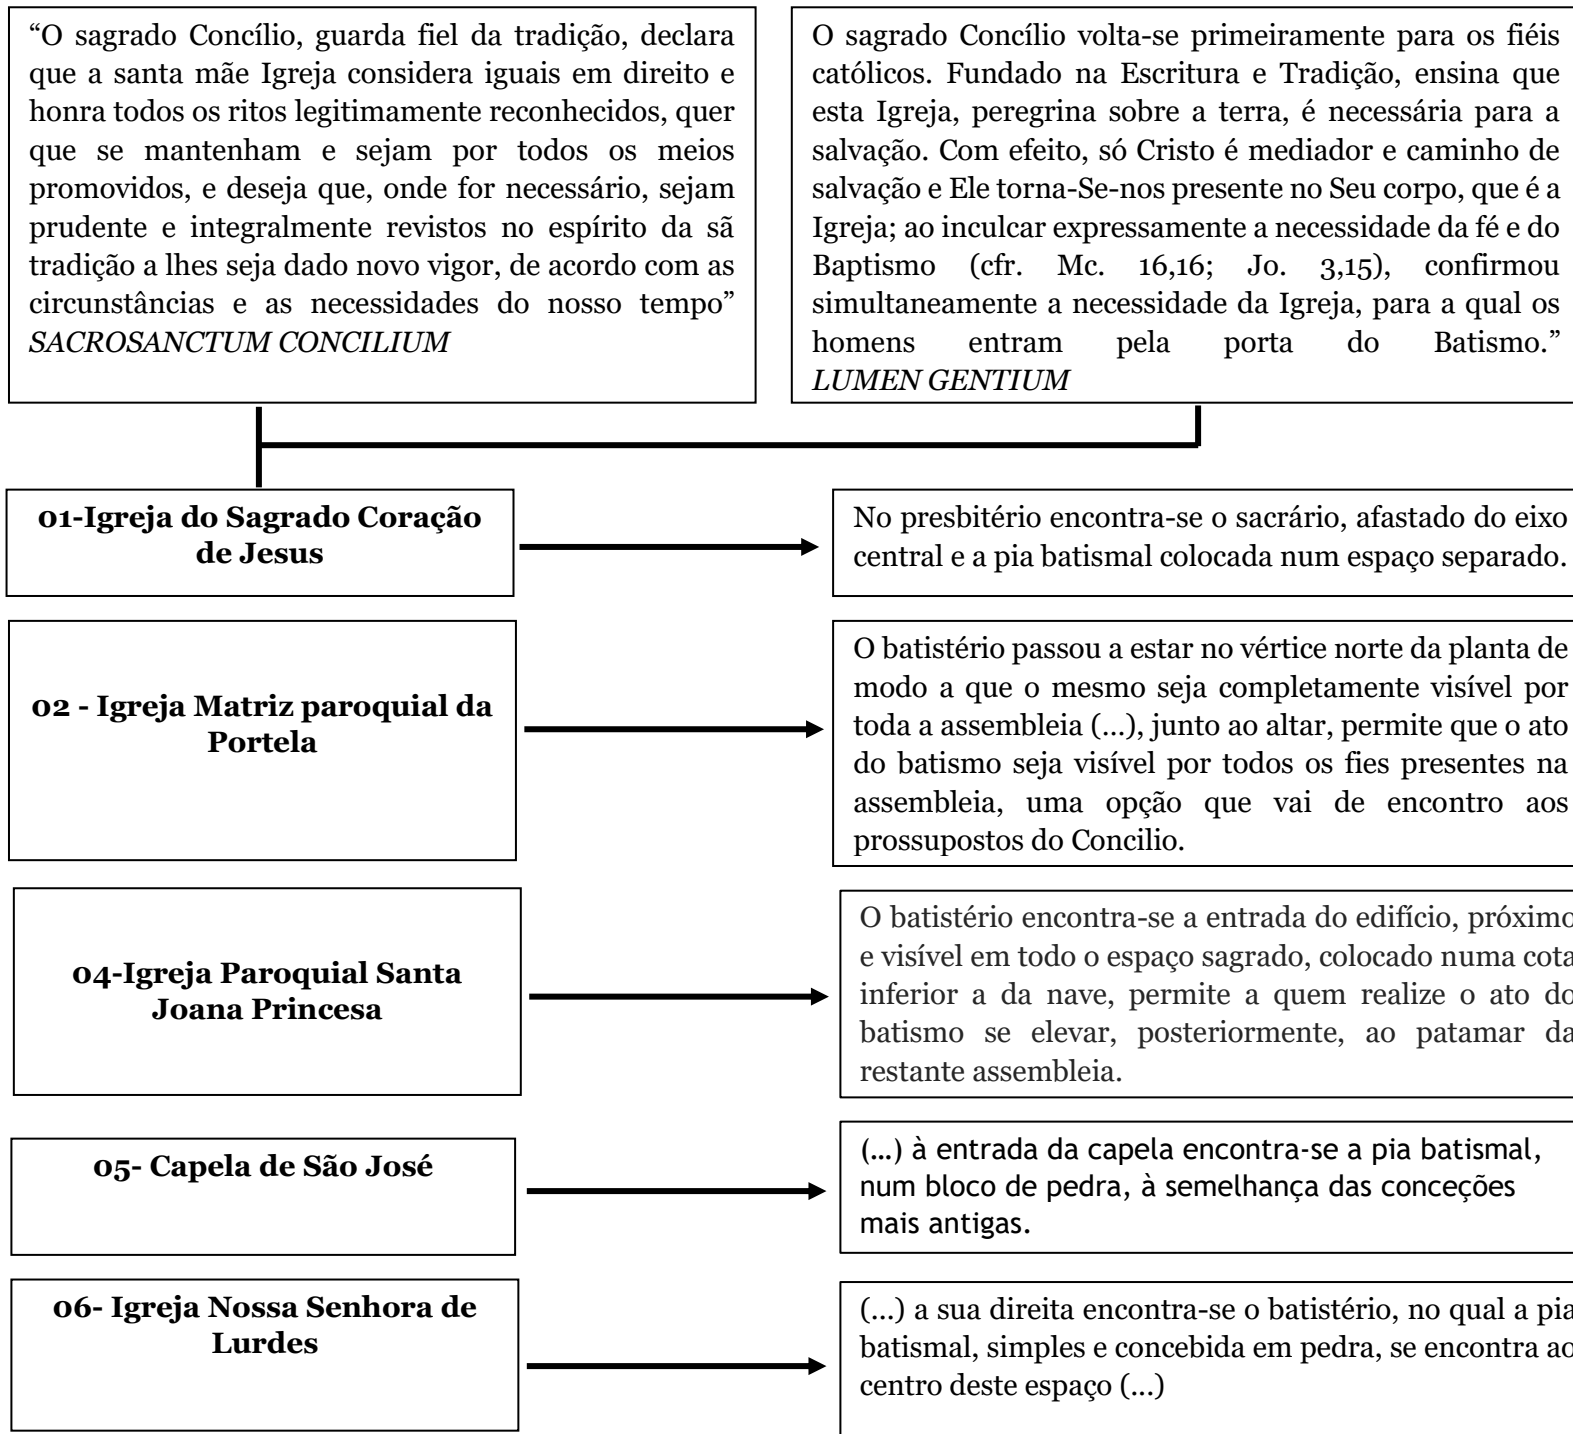 “O sagrado Concílio, guarda fiel da tradição, declara
que a santa mãe Igreja considera iguais em direito e
honra todos os ritos legitimamente reconhecidos, quer
que se mantenham e sejam por todos os meios
promovidos, e deseja que, onde for necessário, sejam
prudente e integralmente revistos no espírito da sã
tradição a lhes seja dado novo vigor, de acordo com as
circunstâncias e as necessidades do nosso tempo”
SACROSANCTUM CONCILIUM
O sagrado Concílio volta-se primeiramente para os fiéis
católicos. Fundado na Escritura e Tradição, ensina que
esta Igreja, peregrina sobre a terra, é necessária para a
salvação. Com efeito, só Cristo é mediador e caminho de
salvação e Ele torna-Se-nos presente no Seu corpo, que é a
Igreja; ao inculcar expressamente a necessidade da fé e do
Baptismo (cfr. Mc. 16,16; Jo. 3,15), confirmou
simultaneamente a necessidade da Igreja, para a qual os
homens entram pela porta do Batismo.”
LUMEN GENTIUM
01-Igreja do Sagrado Coração
de Jesus
No presbitério encontra-se o sacrário, afastado do eixo
central e a pia batismal colocada num espaço separado.
02 - Igreja Matriz paroquial da
Portela
O batistério passou a estar no vértice norte da planta de
modo a que o mesmo seja completamente visível por
toda a assembleia (...), junto ao altar, permite que o ato
do batismo seja visível por todos os fies presentes na
assembleia, uma opção que vai de encontro aos
prossupostos do Concilio.
04-Igreja Paroquial Santa
Joana Princesa
O batistério encontra-se a entrada do edifício, próximo
e visível em todo o espaço sagrado, colocado numa cota
inferior a da nave, permite a quem realize o ato do
batismo se elevar, posteriormente, ao patamar da
restante assembleia.
05- Capela de São José
(…) à entrada da capela encontra-se a pia batismal,
num bloco de pedra, à semelhança das conceções
mais antigas.
06- Igreja Nossa Senhora de
Lurdes
(...) a sua direita encontra-se o batistério, no qual a pia
batismal, simples e concebida em pedra, se encontra ao
centro deste espaço (...)